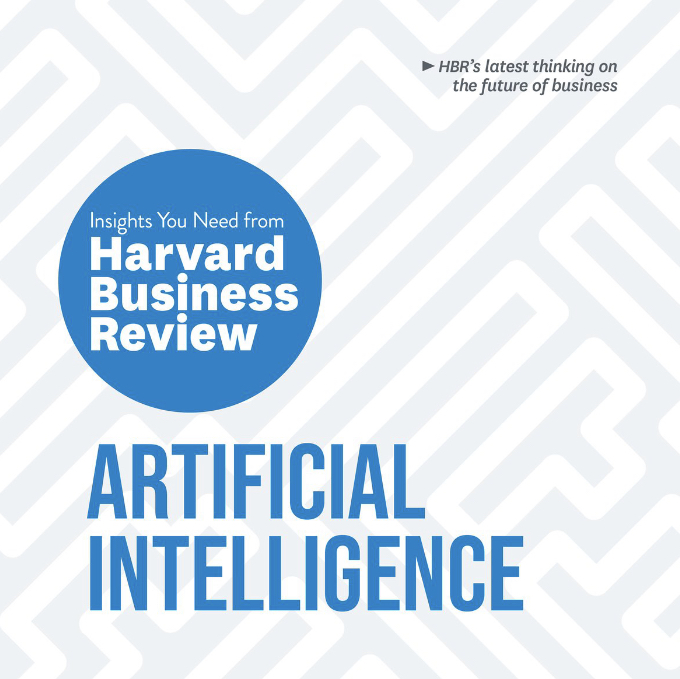 ▶ HBR's latest thinking on
the future of business
Insights You Need from
Harvard
Business
Review
ARTIFICIAL
INTELLIGENCE